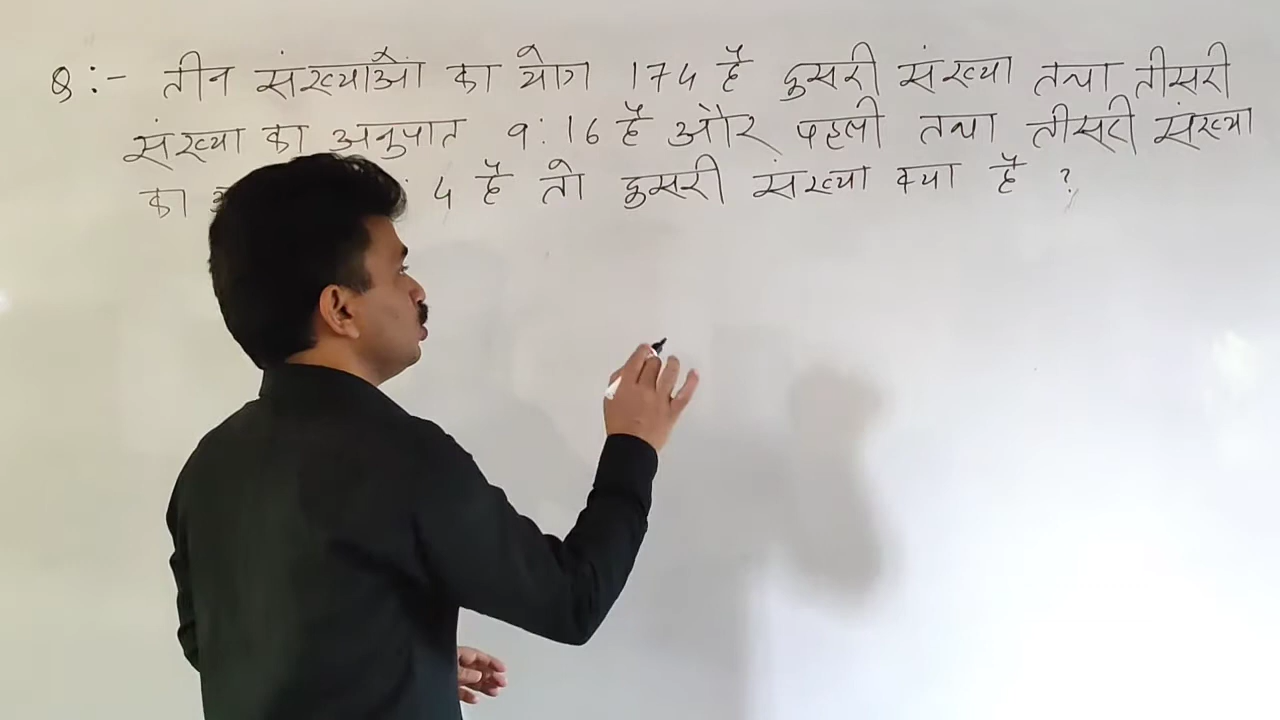 Q:- तीन संख्याओं का योग 174 है दुसरी संख्या तथा तीसरी
संख्या का अनुपात 9:16 है और पहली तथा तीसरी संख्या
का 4 है तो दुसरी संख्या क्या है ?